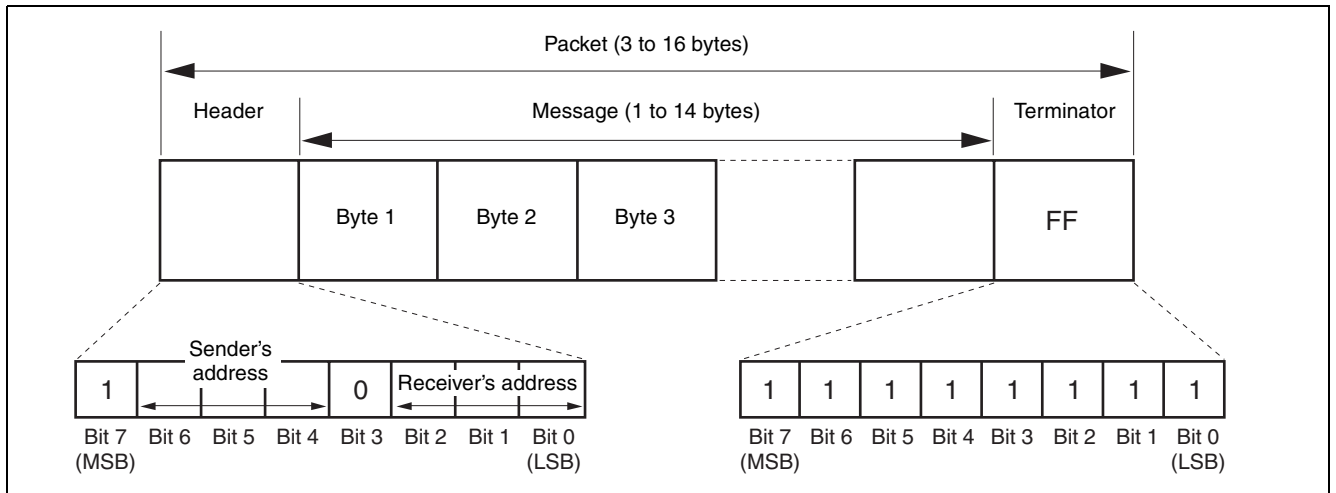 Packet (3 to 16 bytes)
Header
Message (1 to 14 bytes)
Terminator
Byte 1
Byte 2
Byte 3
FF
Sender's
address
1
0
Receiver's address
Bit 7
(MSB)
Bit 6
Bit 5
Bit 4
Bit 3
Bit 2
Bit 1
Bit 0
(LSB)
1 1 1 1 1 1 1 1
Bit 7
(MSB)
Bit 6
Bit 5
Bit 4
Bit 3
Bit 2
Bit 1
Bit 0
(LSB)